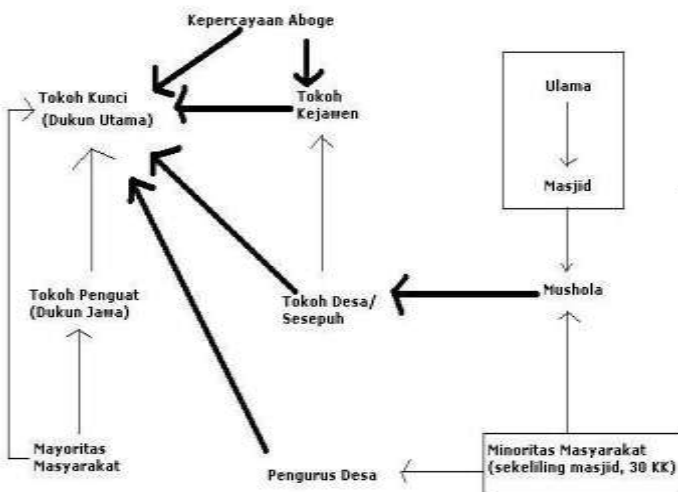 Kepercayaan Aboge
Tokoh Kunci
(Dukun Utama)
Tokoh
Kejawen
Ulama
Masjid
Tokoh Penguat
(Dukun Jawa)
Tokoh Desa/
Sesepuh
Mushola
Mayoritas
Masyarakat
Pengurus Desa
Minoritas Masyarakat
(sekeliling masjid, 30 KK)